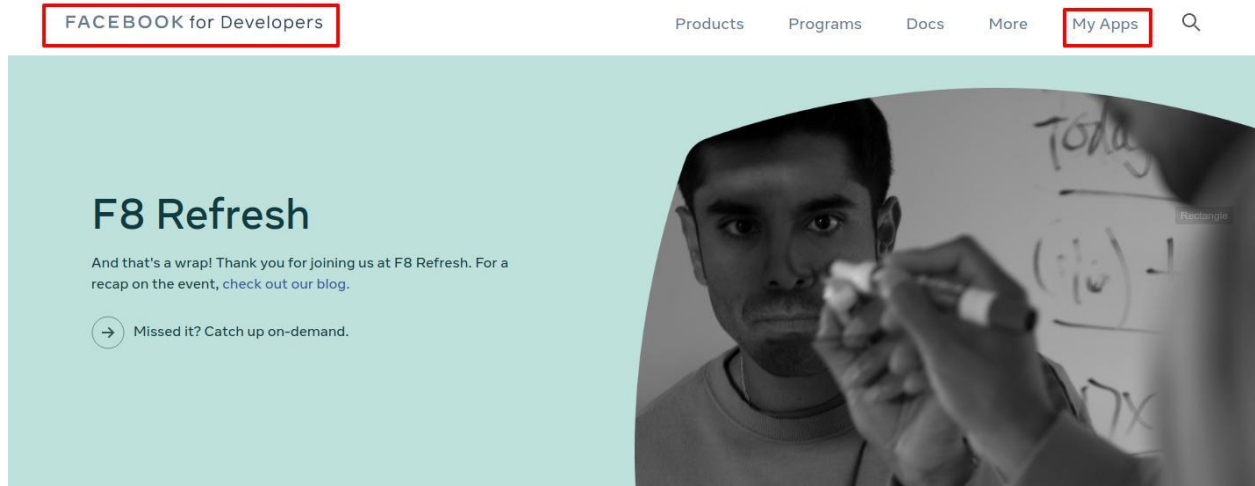 FACEBOOK for Developers
Products Programs Docs More My Apps
F8 Refresh
And that's a wrap! Thank you for joining us at F8 Refresh. For a
recap on the event, check out our blog.
Missed it? Catch up on-demand.
Today
Rectangle